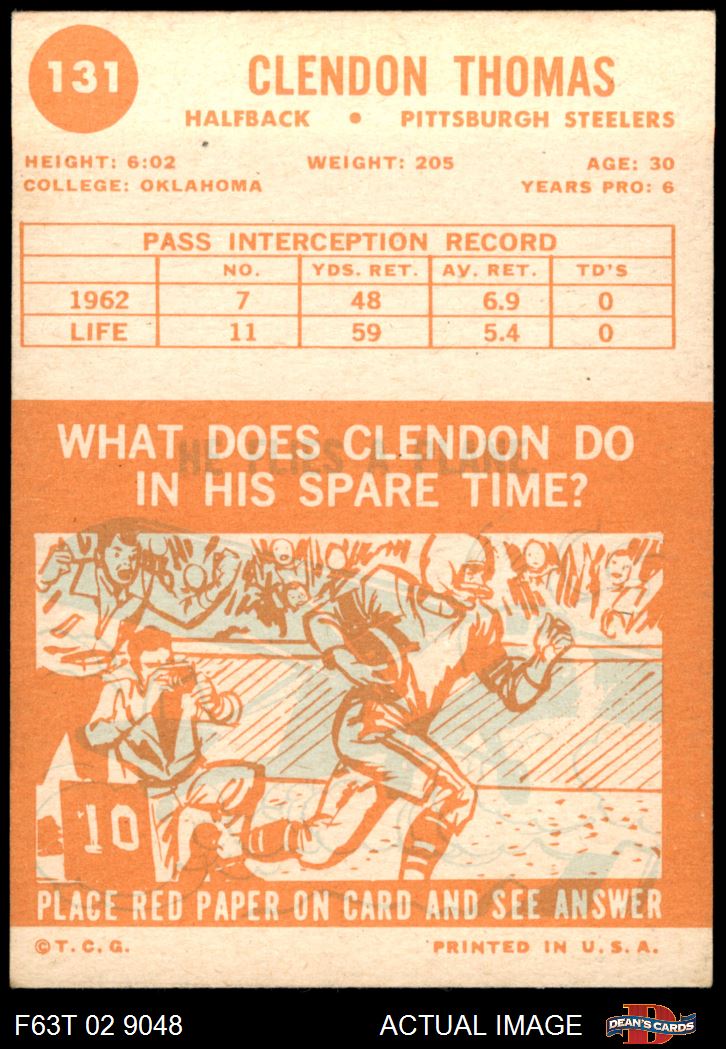 131
CLENDON THOMAS
HALFBACK • PITTSBURGH STEELERS
HEIGHT: 6:02 WEIGHT: 205 AGE: 30
COLLEGE: OKLAHOMA YEARS PRO: 6
PASS INTERCEPTION RECORD
NO. YDS. RET. AV. RET. TD'S
1962 7 48 6.9 0
LIFE 11 59 5.4 0
WHAT DOES CLENDON DO
HE FLIES A PLANE.
IN HIS SPARE TIME?
10
PLACE RED PAPER ON CARD AND SEE ANSWER
© T. C. G. PRINTED IN U. S. A.
F63T 02 9048 ACTUAL IMAGE DEAN'S CARDS